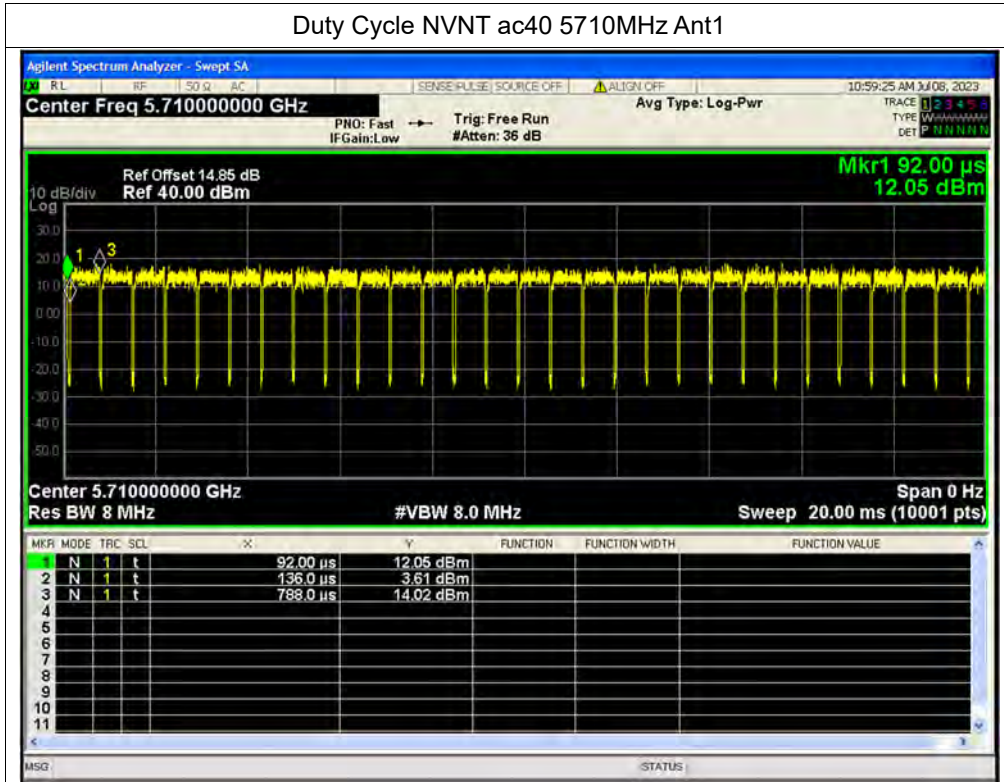 Duty Cycle NVNT ac40 5710MHz Ant1
Agilent Spectrum Analyzer - Swept SA
RL RF 50 Ω AC SENSE:PULSE SOURCE OFF ALIGN OFF 10:59:25 AM Jul 08, 2023
Center Freq 5.710000000 GHz
Avg Type: Log-Pwr
TRACE 1 2 3 4 5 6
PNO: Fast Trig: Free Run
TYPE W
IFGain:Low #Atten: 36 dB
DET P N N N N N
Mkr1 92.00 µs
12.05 dBm
Ref Offset 14.85 dB
10 dB/div Ref 40.00 dBm
Log
30.0
20.0
10.0
0.00
-10.0
-20.0
-30.0
-40.0
-50.0
1
3
Center 5.710000000 GHz Span 0 Hz
Res BW 8 MHz #VBW 8.0 MHz Sweep 20.00 ms (10001 pts)
MKR MODE TRC SCL X Y FUNCTION FUNCTION WIDTH FUNCTION VALUE
1 N 1 t 92.00 µs 12.05 dBm
2 N 1 t 136.0 µs 3.61 dBm
3 N 1 t 788.0 µs 14.02 dBm
4
5
6
7
8
9
10
11
MSG STATUS